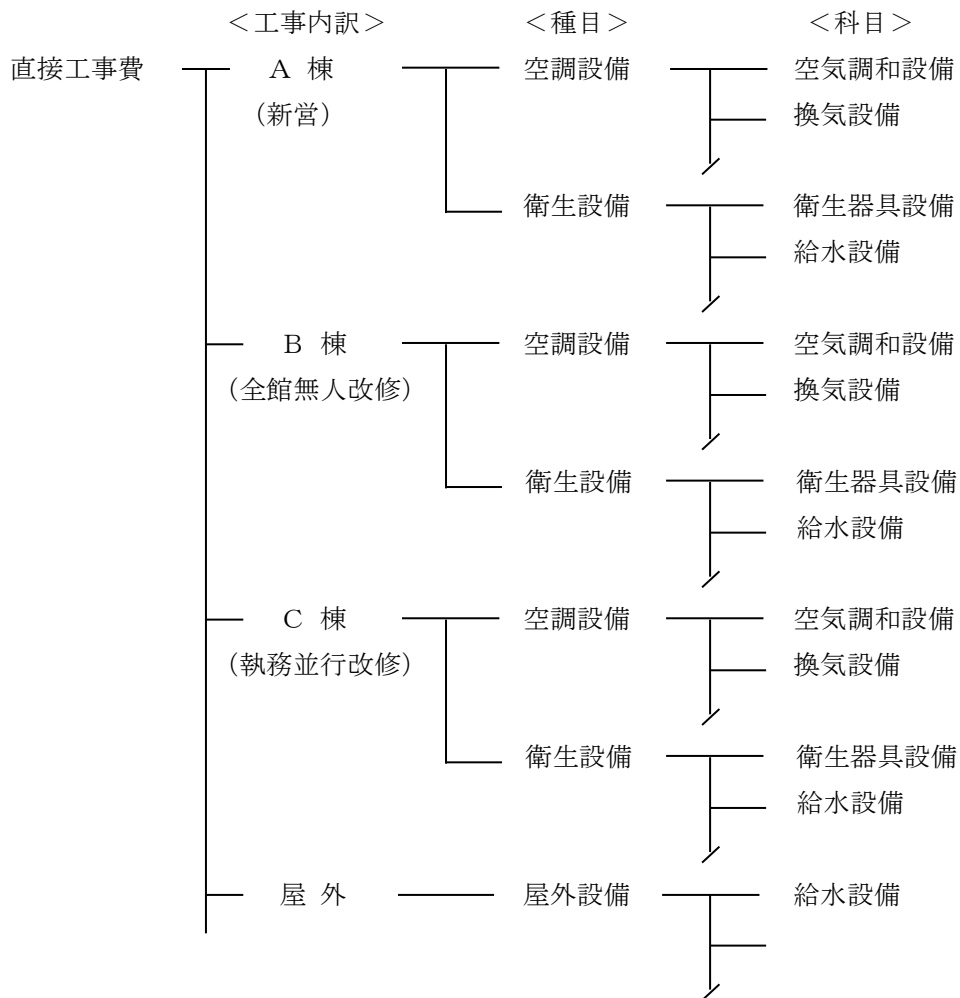 ＜工事内訳＞ ＜種目＞ ＜科目＞
直接工事費 Ａ 棟 空調設備 空気調和設備
（新営） 換気設備
衛生設備 衛生器具設備
給水設備
Ｂ 棟 空調設備 空気調和設備
（全館無人改修） 換気設備
衛生設備 衛生器具設備
給水設備
Ｃ 棟 空調設備 空気調和設備
（執務並行改修） 換気設備
衛生設備 衛生器具設備
給水設備
屋 外 屋外設備 給水設備